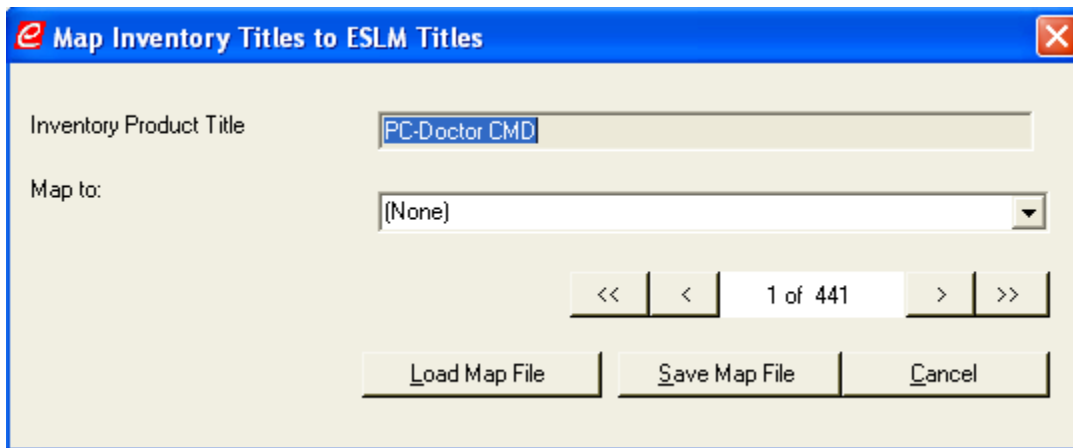 e Map Inventory Titles to ESLM Titles
Inventory Product Title
PC-Doctor CMD
Map to:
(None)
<< < 1 of 441 > >>
Load Map File Save Map File Cancel